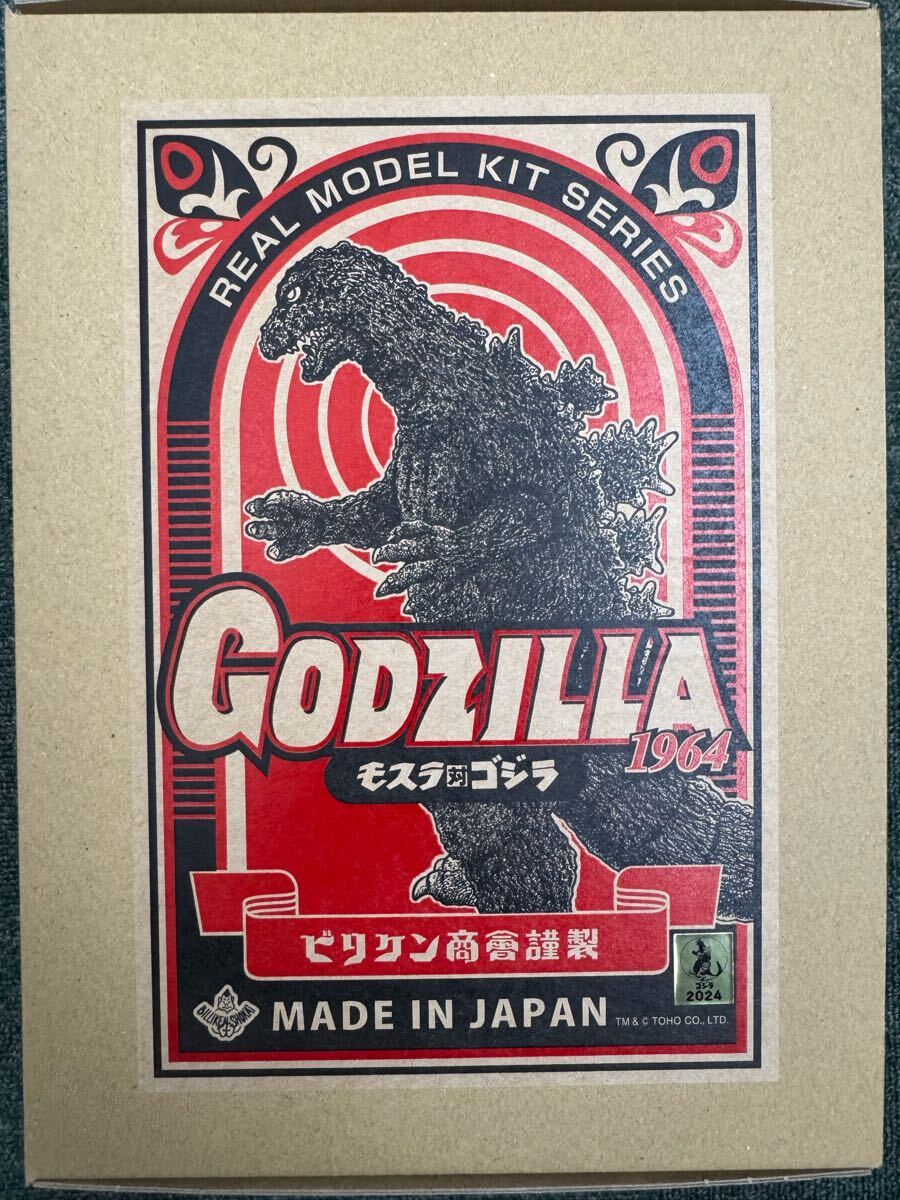 REAL MODEL KIT SERIES
GODZILLA
1964
モスラ対ゴジラ
ビリケン商會謹製
ゴジラ
2024
BILLIKEN SHOKAI
MADE IN JAPAN
TM & © TOHO CO., LTD.